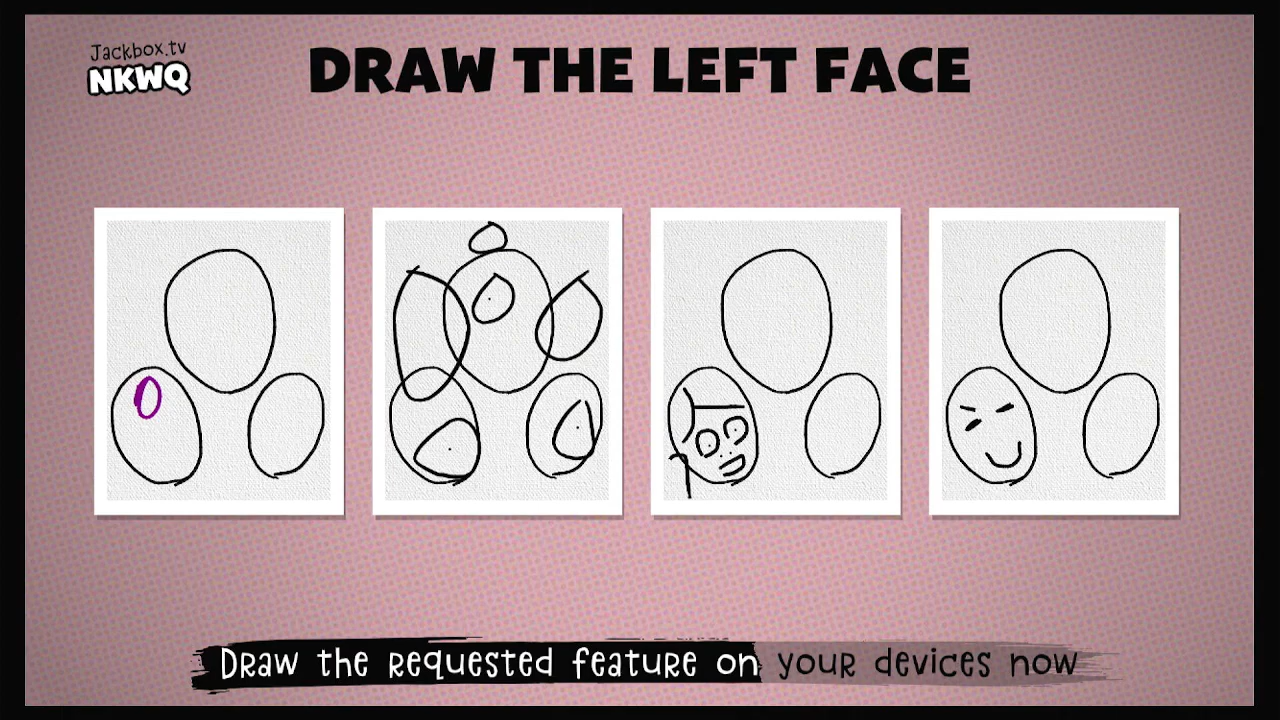 Jackbox.tv
NKWQ
DRAW THE LEFT FACE
Draw the requested feature on your devices now